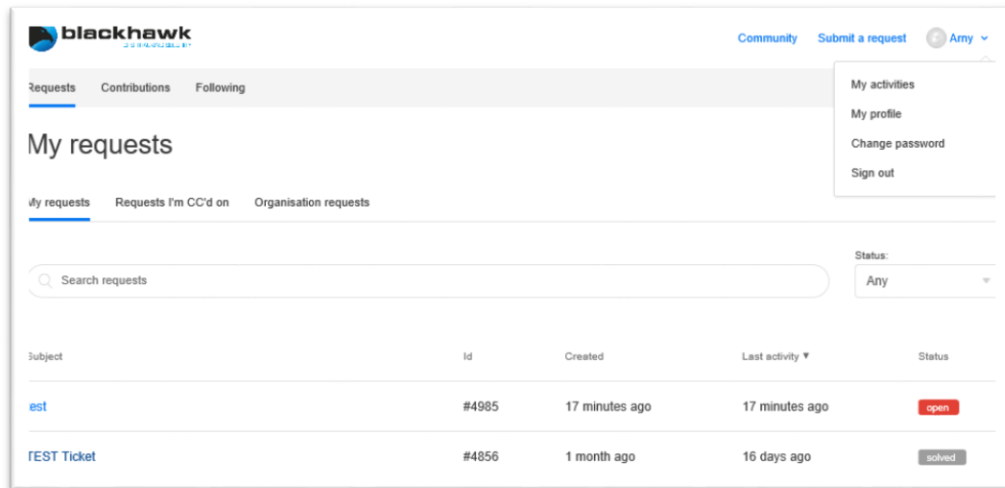 blackhawk
Community Submit a request Amy
Requests Contributions Following
My activities
My profile
Change password
Sign out
My requests
My requests Requests I'm CC'd on Organisation requests
Status:
Search requests Any
Subject Id Created Last activity ▼ Status
est #4985 17 minutes ago 17 minutes ago open
TEST Ticket #4856 1 month ago 16 days ago solved